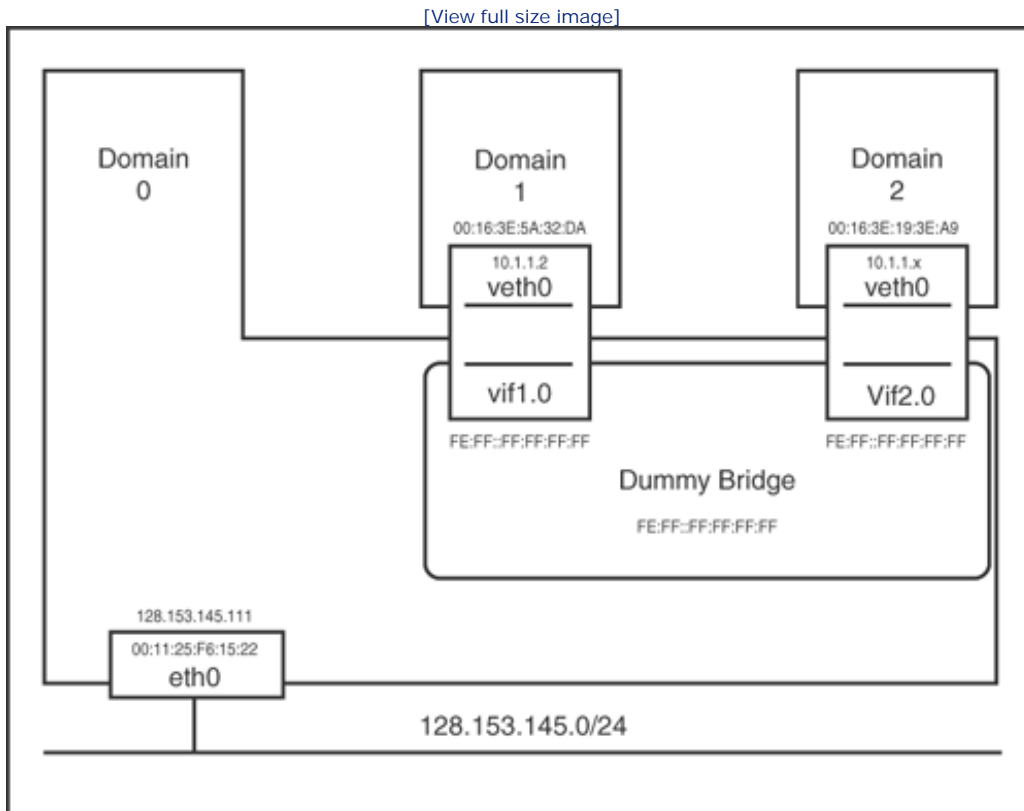 [View full size image]
Domain
0
Domain
1
00:16:3E:5A:32:DA
10.1.1.2
veth0
vif1.0
FE:FF::FF:FF:FF:FF
Domain
2
00:16:3E:19:3E:A9
10.1.1.x
veth0
Vif2.0
FE:FF::FF:FF:FF:FF
Dummy Bridge
FE:FF::FF:FF:FF:FF
128.153.145.111
00:11:25:F6:15:22
eth0
128.153.145.0/24